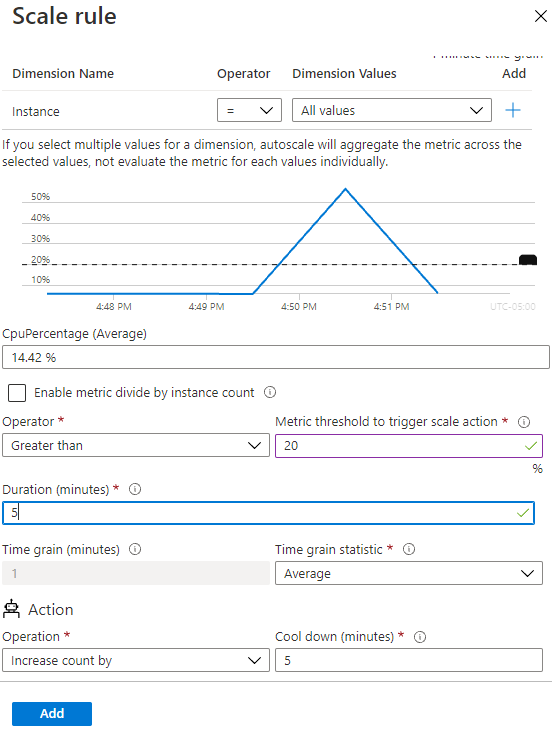 Scale rule
1 minute time grain
Dimension Name Operator Dimension Values Add
Instance = All values
If you select multiple values for a dimension, autoscale will aggregate the metric across the
selected values, not evaluate the metric for each values individually.
50%
40%
30%
20%
10%
4:48 PM 4:49 PM 4:50 PM 4:51 PM UTC-05:00
CpuPercentage (Average)
14.42 %
Enable metric divide by instance count
Operator * Metric threshold to trigger scale action *
Greater than 20
%
Duration (minutes) *
5
Time grain (minutes) Time grain statistic *
1 Average
Action
Operation * Cool down (minutes) *
Increase count by 5
Add